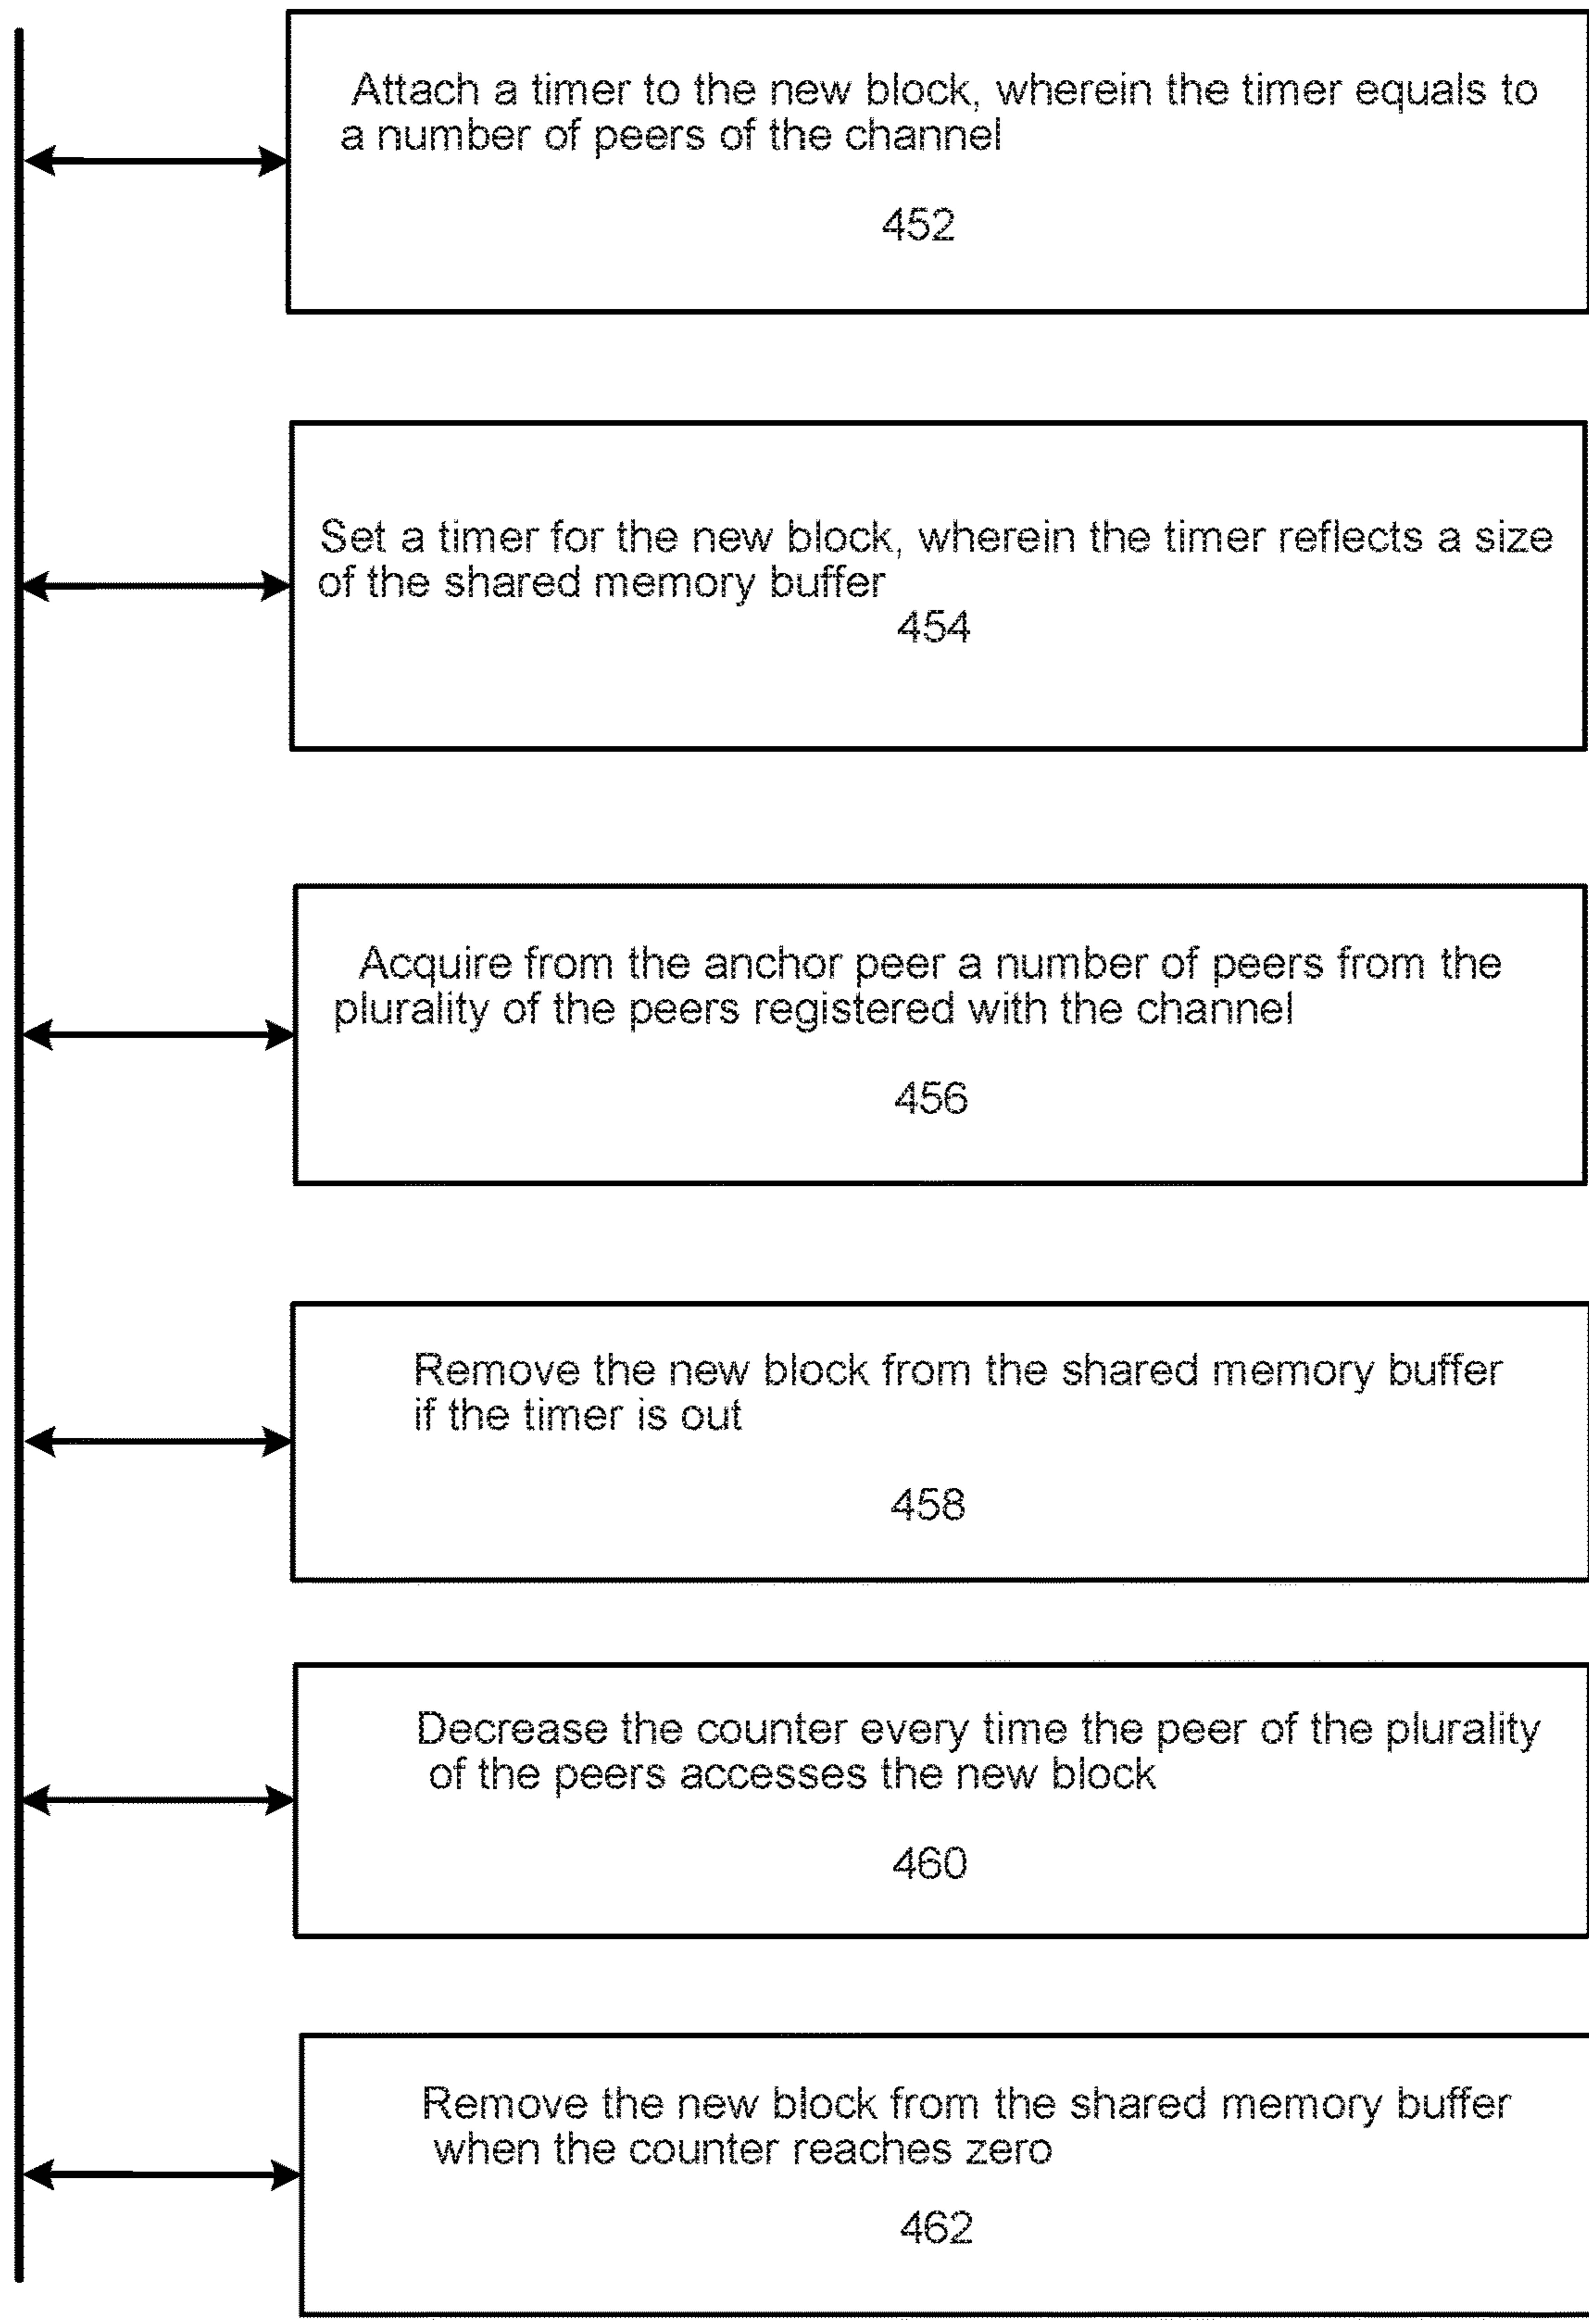 Attach a timer to the new block, wherein the timer equals to
a number of peers of the channel
452
Set a timer for the new block, wherein the timer reflects a size
of the shared memory buffer
454
Acquire from the anchor peer a number of peers from the
plurality of the peers registered with the channel
456
Remove the new block from the shared memory buffer
if the timer is out
458
Decrease the counter every time the peer of the plurality
of the peers accesses the new block
460
Remove the new block from the shared memory buffer
when the counter reaches zero
462